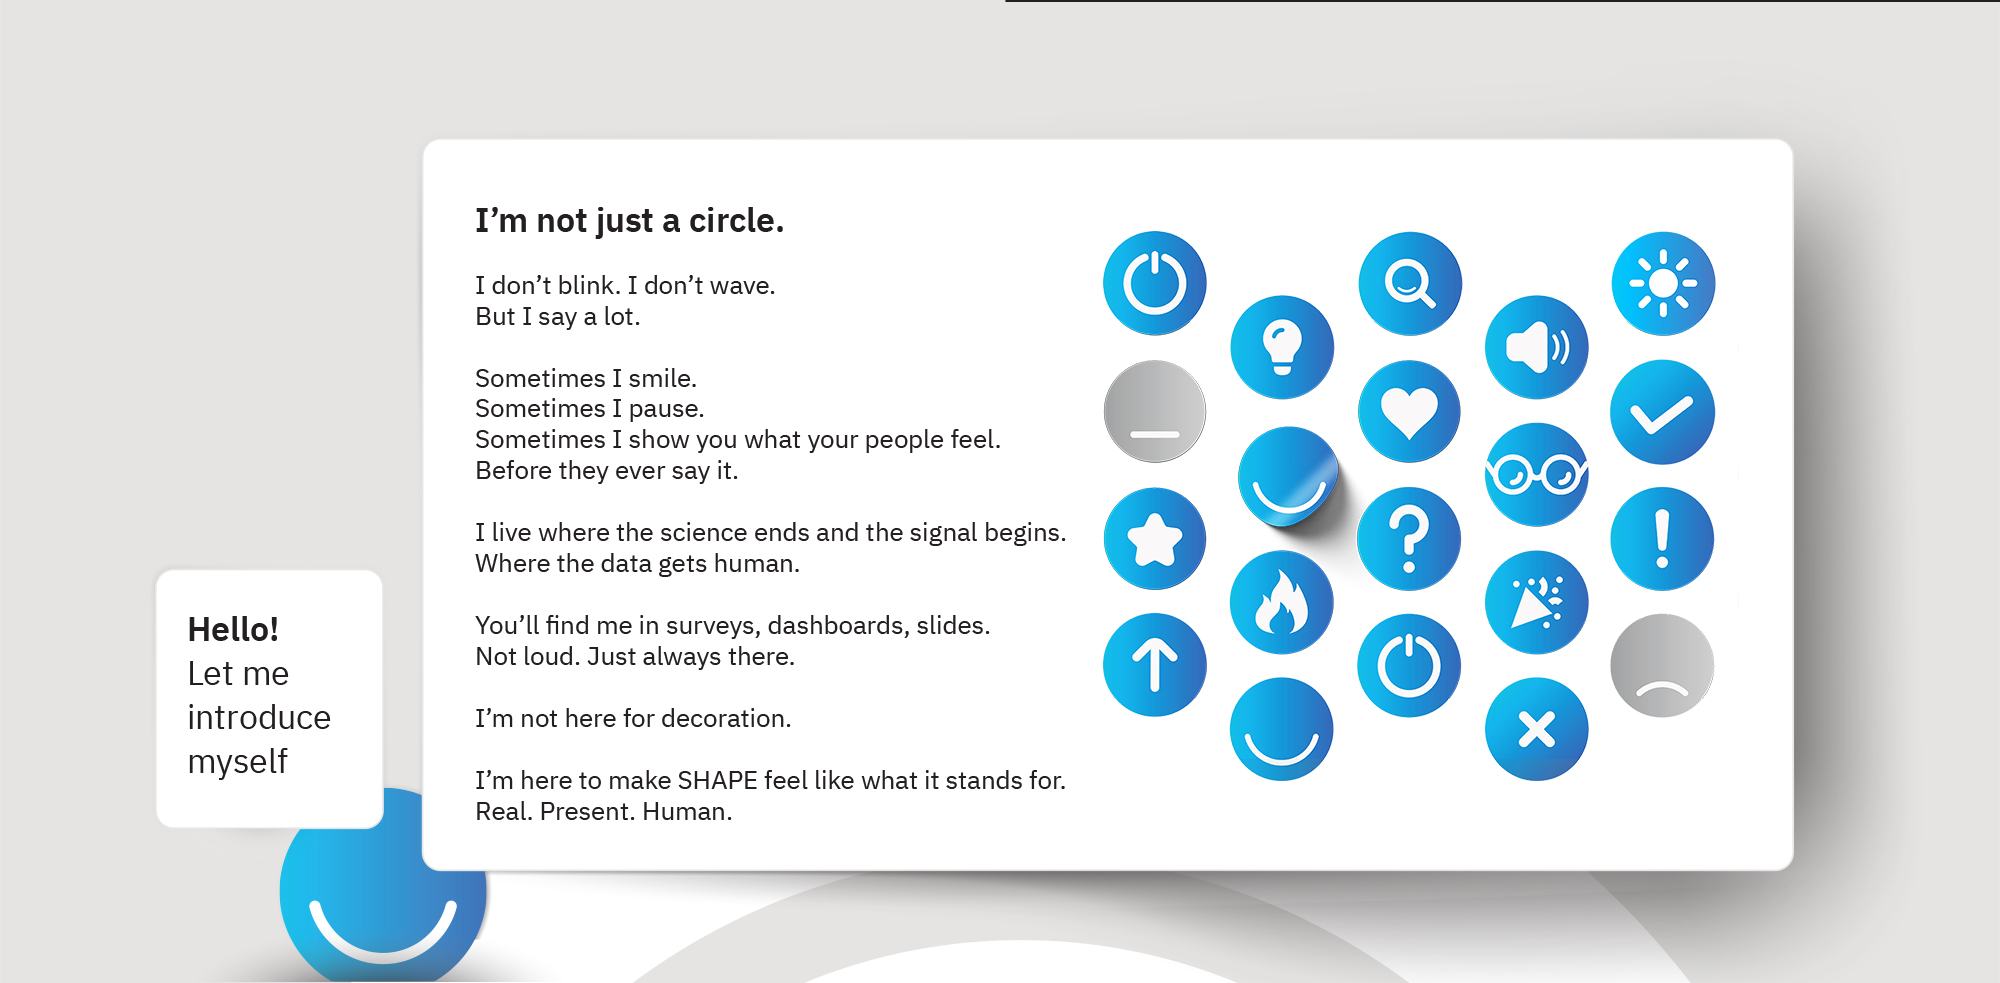 I’m not just a circle.
I don’t blink. I don’t wave.
But I say a lot.
Sometimes I smile.
Sometimes I pause.
Sometimes I show you what your people feel.
Before they ever say it.
I live where the science ends and the signal begins.
Where the data gets human.
You’ll find me in surveys, dashboards, slides.
Not loud. Just always there.
I’m not here for decoration.
I’m here to make SHAPE feel like what it stands for.
Real. Present. Human.
Hello!
Let me
introduce
myself